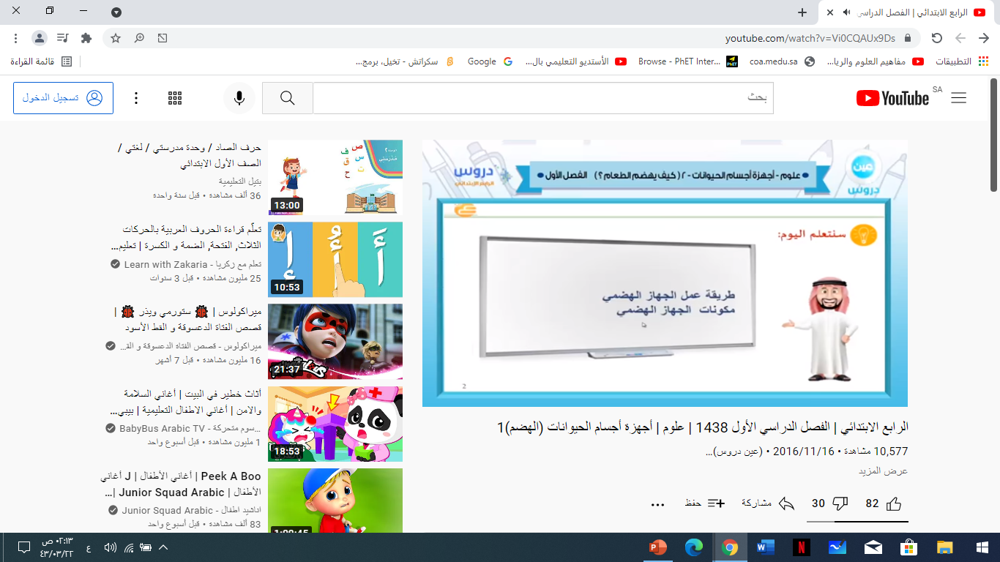 الرابع الابتدائي | الفصل الدراسي
youtube.com/watch?v=Vi0CQAUx9Ds
التطبيقات
مفاهيم العلوم والريا...
coa.medu.sa
Browse - PhET Inter...
الأستديو التعليمي بال...
Google
سكراتش - تخيل، برمج...
قائمة القراءة
YouTube SA
بحث
تسجيل الدخول
عين
دروس
علوم - أجهزة أجسام الحيوانات - ٢ ( كيف يهضم الطعام ؟ ) الفصل الأول
دروس
الرابع الإبتدائي
سنتعلم اليوم:
طريقة عمل الجهاز الهضمي
مكونات الجهاز الهضمي
2
الرابع الابتدائي | الفصل الدراسي الأول 1438 | علوم | أجهزة أجسام الحيوانات (الهضم)1
10,577 مشاهدة • 2016/11/16 • (عين دروس)...
عرض المزيد
82
30
مشاركة
حفظ
وحدة ٢
مدرستي
ص
ف
س
ق
ت
ح
13:00
حرف الصاد / وحدة مدرستي / لغتي /
الصف الأول الابتدائي
بتيل التعليمية
36 ألف مشاهدة • قبل سنة واحدة
أَ
أُ
إِ
10:53
تعلّم قراءة الحروف العربية بالحركات
الثلاث, الفتحة, الضمة و الكسرة | تعليم...
تعلم مع زكريا - Learn with Zakaria
25 مليون مشاهدة • قبل 3 سنوات
21:37
ميراكولوس | 🐞 ستورمي ويذر 🐞 |
قصص الفتاة الدعسوقة و القط الأسود
ميراكولوس - قصص الفتاة الدعسوقة و الق...
16 مليون مشاهدة • قبل 7 أشهر
18:53
أثاث خطير في البيت | أغاني السلامة
والامن | أغاني الاطفال التعليمية | بيبي...
...سوم متحركة - BabyBus Arabic TV
1 مليون مشاهدة • قبل أسبوع واحد
1:00:45
Peek A Boo | أغاني الأطفال | J أغاني
الأطفال | Junior Squad Arabic |...
اناشيد اطفال - Junior Squad Arabic
83 ألف مشاهدة • قبل أسبوع واحد
ع
٠٢:١٣ ص
٤٣/٠٣/٢٢